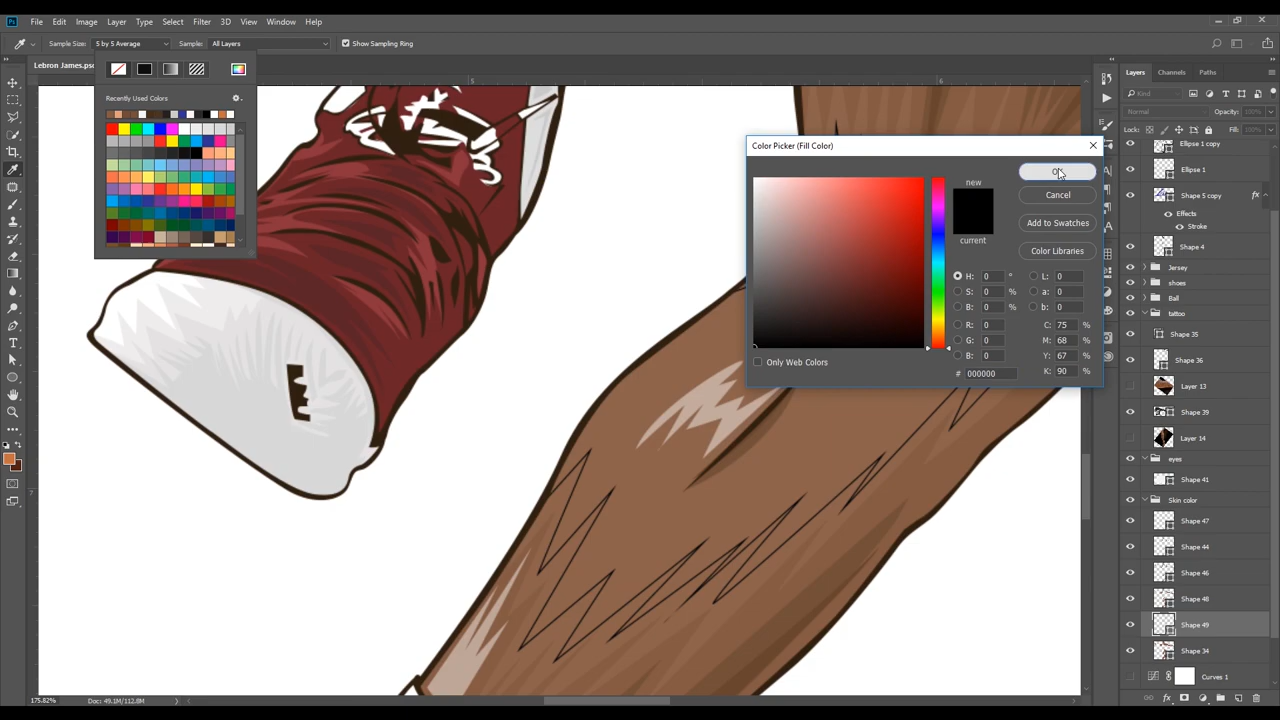 Ps File Edit Image Layer Type Select Filter 3D View Window Help
Sample Size: 5 by 5 Average Sample: All Layers Show Sampling Ring
Lebron James.psd
5 6
Recently Used Colors
7
175.82% Doc: 49.1M/112.8M
Color Picker (Fill Color)
new
current
OK
Cancel
Add to Swatches
Color Libraries
H: 0 ° L: 0
S: 0 % a: 0
B: 0 % b: 0
R: 0 C: 75 %
G: 0 M: 68 %
B: 0 Y: 67 %
# 000000 K: 90 %
Only Web Colors
Layers Channels Paths
Kind
Normal Opacity: 100%
Lock: Fill: 100%
Ellipse 1 copy
Ellipse 1
Shape 5 copy fx
Effects
Stroke
Shape 4
Jersey
shoes
Ball
tattoo
Shape 35
Shape 36
Layer 13
Shape 39
Layer 14
eyes
Shape 41
Skin color
Shape 47
Shape 44
Shape 46
Shape 48
Shape 49
Shape 34
Curves 1
fx